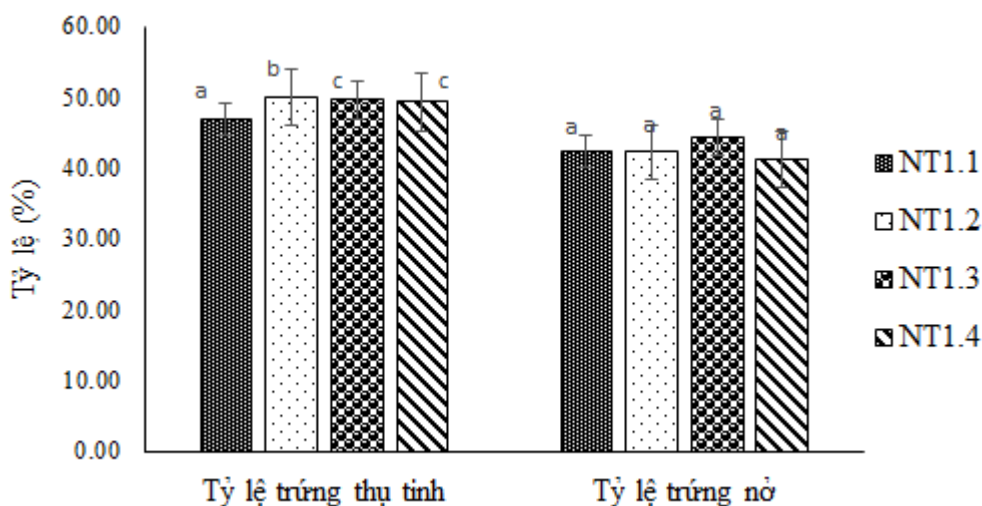 60.00
50.00
40.00
30.00
20.00
10.00
0.00
Tỷ lệ (%)
a
b
c
c
a
a
a
a
Tỷ lệ trứng thụ tinh
Tỷ lệ trứng nở
NT1.1
NT1.2
NT1.3
NT1.4